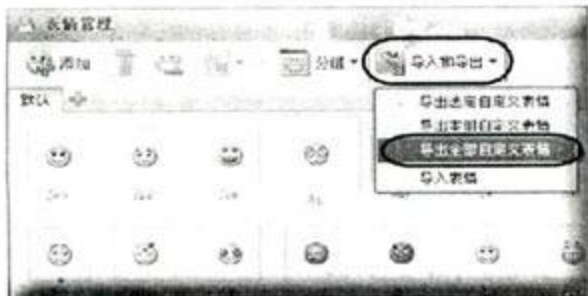 表情管理
添加 分组 导入和导出
默认
导出选定自定义表情
导出本组自定义表情
导出全部自定义表情
导入表情